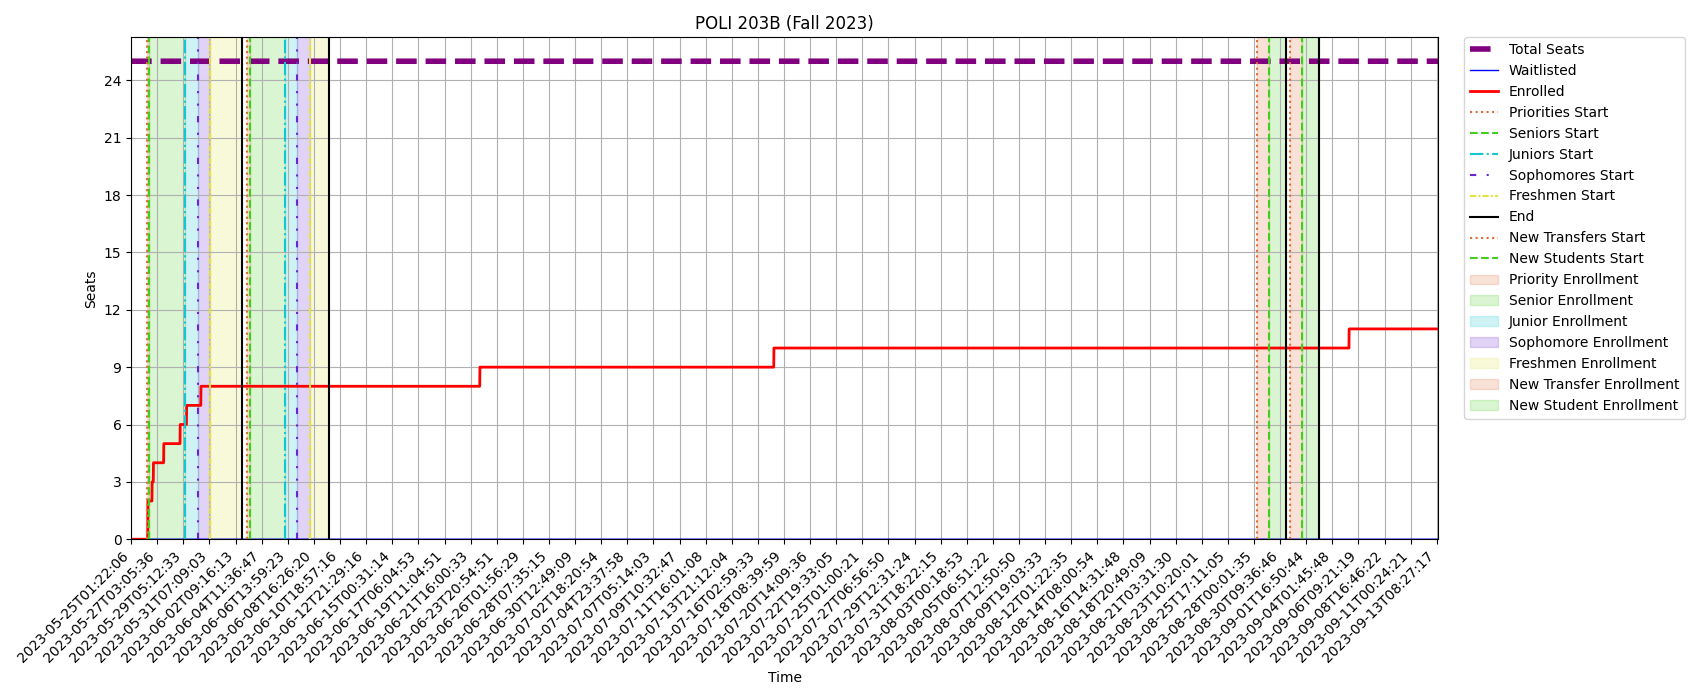 POLI 203B (Fall 2023)
Seats
24
21
18
15
12
9
6
3
0
2023-05-25T01:22:06
2023-05-27T03:05:36
2023-05-29T05:12:33
2023-05-31T07:09:03
2023-06-02T09:16:13
2023-06-04T11:36:47
2023-06-06T13:59:23
2023-06-08T16:26:20
2023-06-10T18:57:16
2023-06-12T21:29:16
2023-06-15T00:31:14
2023-06-17T06:04:53
2023-06-19T11:04:51
2023-06-21T16:00:33
2023-06-23T20:54:51
2023-06-26T01:56:29
2023-06-28T07:35:15
2023-06-30T12:49:09
2023-07-02T18:20:54
2023-07-04T23:37:58
2023-07-07T05:14:03
2023-07-09T10:32:47
2023-07-11T16:01:08
2023-07-13T21:12:04
2023-07-16T02:59:33
2023-07-18T08:39:59
2023-07-20T14:09:36
2023-07-22T19:33:05
2023-07-25T01:00:21
2023-07-27T06:56:50
2023-07-29T12:31:24
2023-07-31T18:22:15
2023-08-03T00:18:53
2023-08-05T06:51:22
2023-08-07T12:50:50
2023-08-09T19:03:33
2023-08-12T01:22:35
2023-08-14T08:00:54
2023-08-16T14:31:48
2023-08-18T20:49:09
2023-08-21T03:31:30
2023-08-23T10:20:01
2023-08-25T17:11:05
2023-08-28T00:01:35
2023-08-30T09:36:46
2023-09-01T16:50:44
2023-09-04T01:45:48
2023-09-06T09:21:19
2023-09-08T16:46:22
2023-09-11T00:24:21
2023-09-13T08:27:17
Time
Total Seats
Waitlisted
Enrolled
Priorities Start
Seniors Start
Juniors Start
Sophomores Start
Freshmen Start
End
New Transfers Start
New Students Start
Priority Enrollment
Senior Enrollment
Junior Enrollment
Sophomore Enrollment
Freshmen Enrollment
New Transfer Enrollment
New Student Enrollment